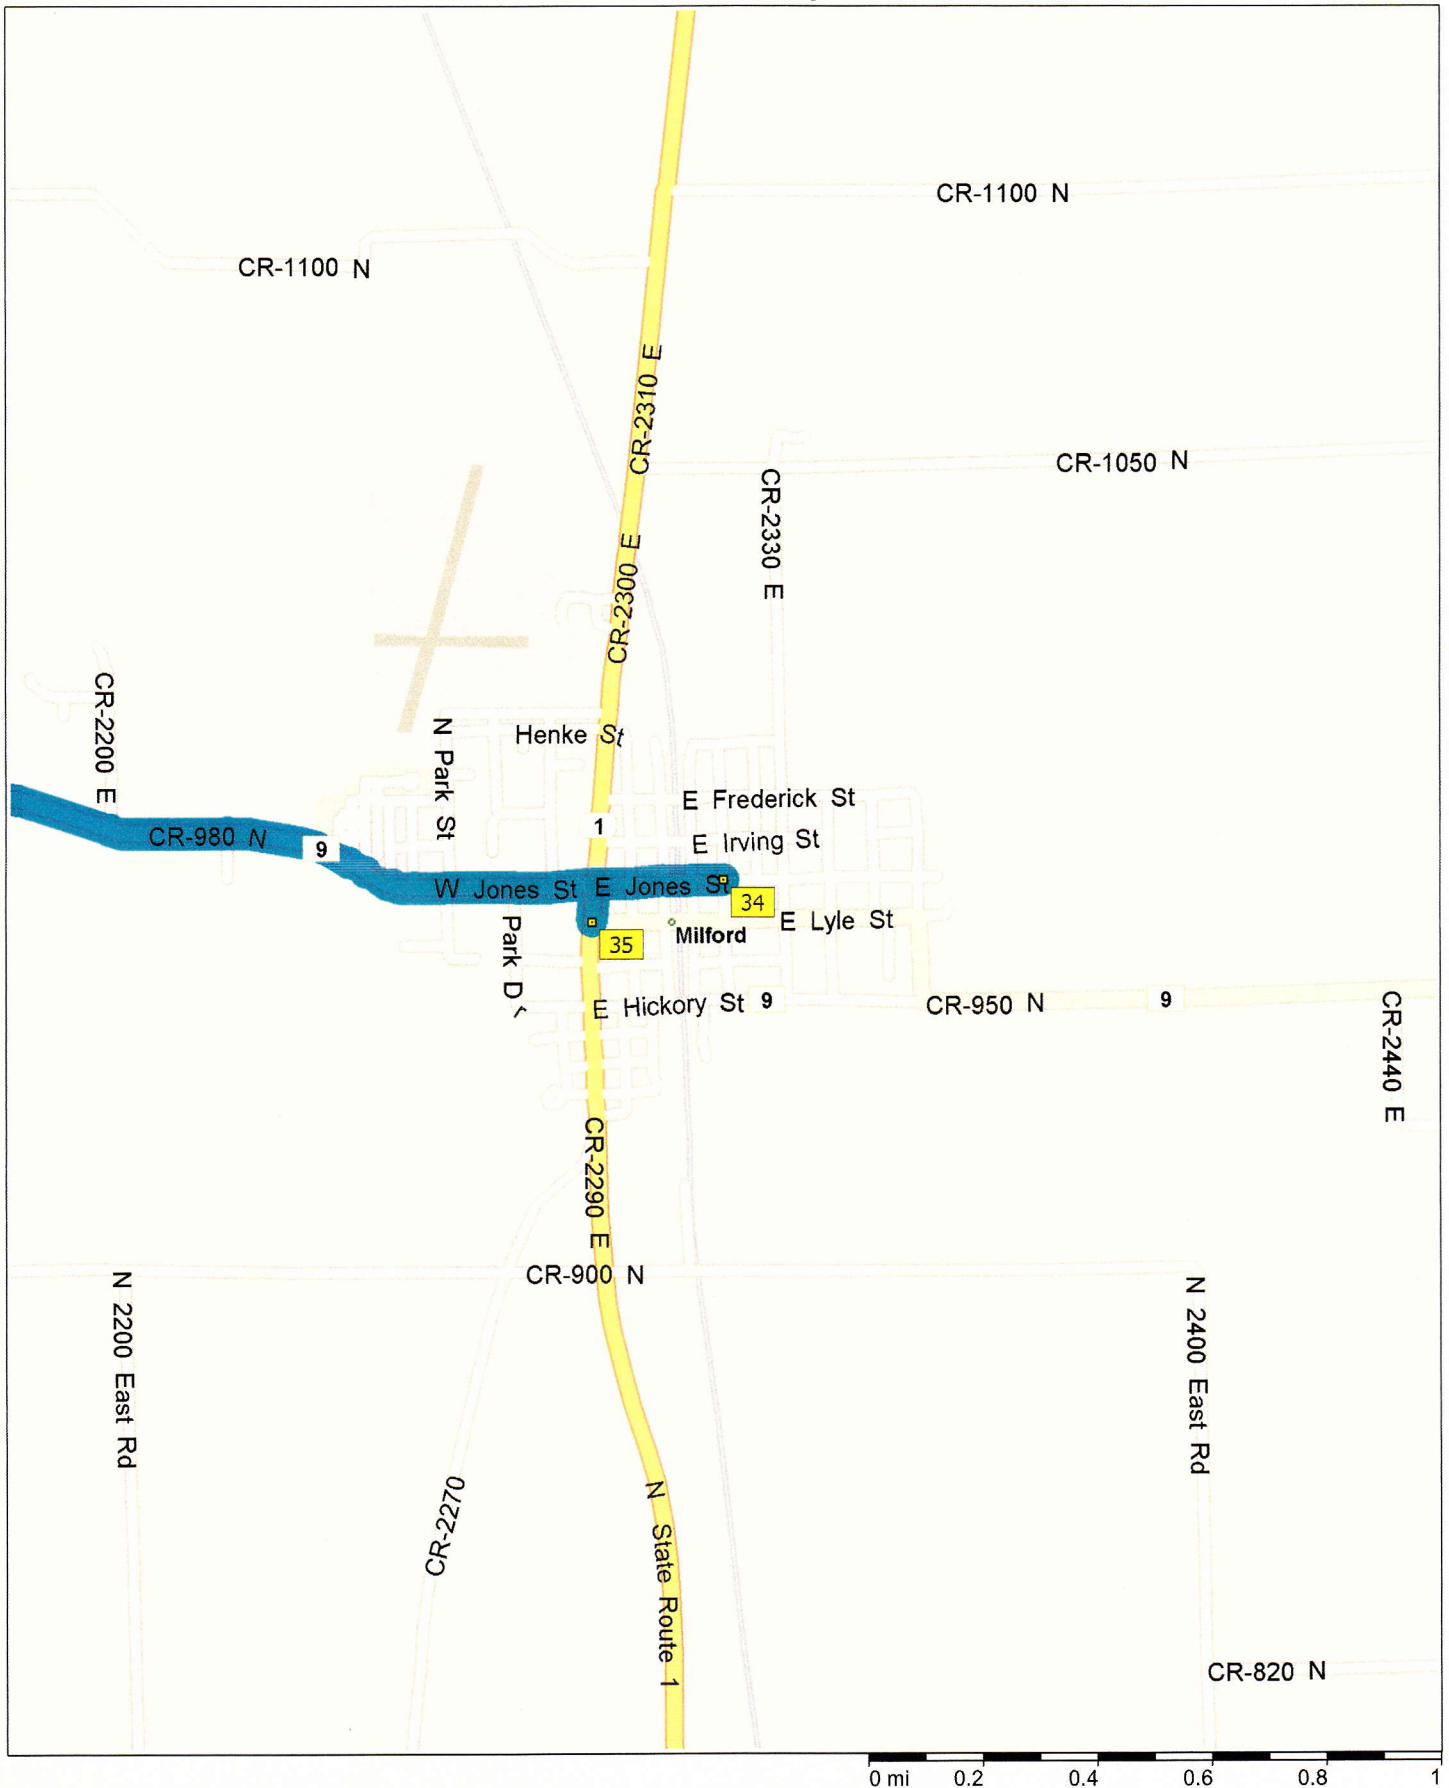 CR-1100 N
CR-1100 N
CR-2310 E
CR-1050 N
CR-2330 E
CR-2300 E
CR-2200 E
N Park St
Henke St
E Frederick St
1
E Irving St
CR-980 N
9
W Jones St
E Jones St
34
E Lyle St
Milford
35
Park Dr
E Hickory St
9
CR-950 N
9
CR-2440 E
CR-2290 E
CR-900 N
N 2200 East Rd
N 2400 East Rd
CR-2270
N State Route 1
CR-820 N
0 mi 0.2 0.4 0.6 0.8 1